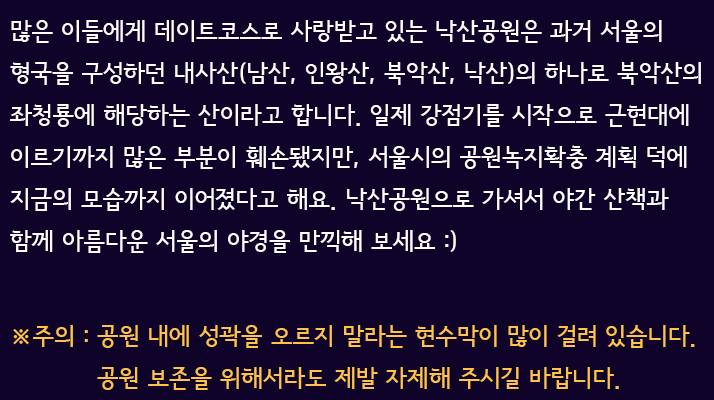 많은 이들에게 데이트코스로 사랑받고 있는 낙산공원은 과거 서울의
형국을 구성하던 내사산(남산, 인왕산, 북악산, 낙산)의 하나로 북악산의
좌청룡에 해당하는 산이라고 합니다. 일제 강점기를 시작으로 근현대에
이르기까지 많은 부분이 훼손됐지만, 서울시의 공원녹지확충 계획 덕에
지금의 모습까지 이어졌다고 해요. 낙산공원으로 가셔서 야간 산책과
함께 아름다운 서울의 야경을 만끽해 보세요 :)
※주의 : 공원 내에 성곽을 오르지 말라는 현수막이 많이 걸려 있습니다.
공원 보존을 위해서라도 제발 자제해 주시길 바랍니다.